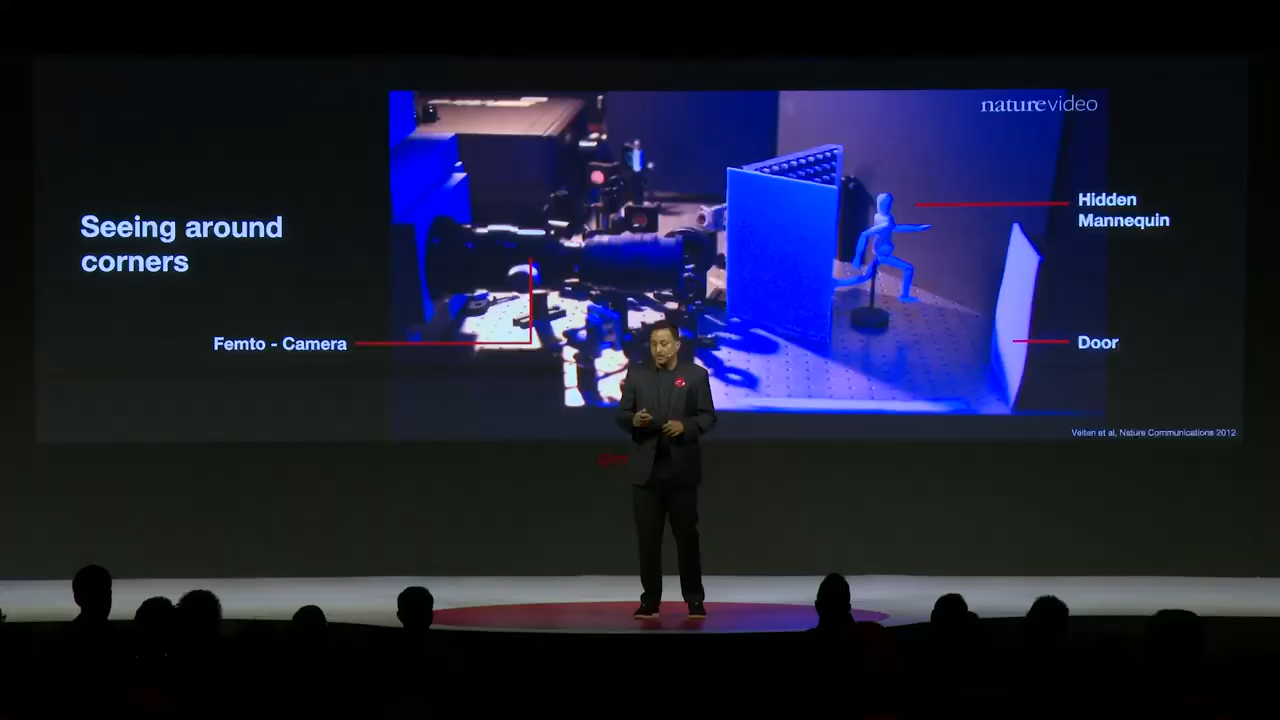 naturevideo
Seeing around
corners
Hidden
Mannequin
Femto - Camera
Door
Velten et al, Nature Communications 2012